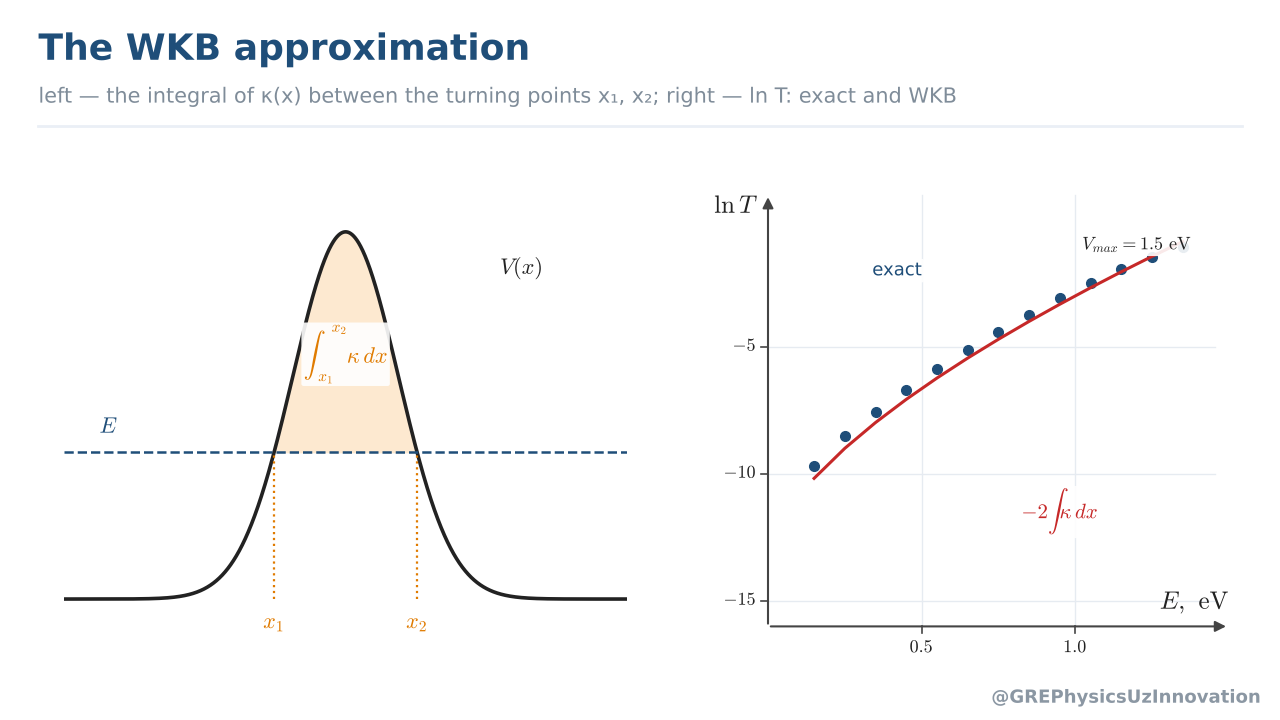 The WKB approximation
left — the integral of κ(x) between the turning points x₁, x₂; right — ln T: exact and WKB
V(x)
∫ₓ₁ˣ² κ dx
E
x₁ x₂
ln T
V_max = 1.5 eV
exact
−5
−10
−2∫κ dx
−15
E, eV
0.5 1.0
@GREPhysicsUzInnovation